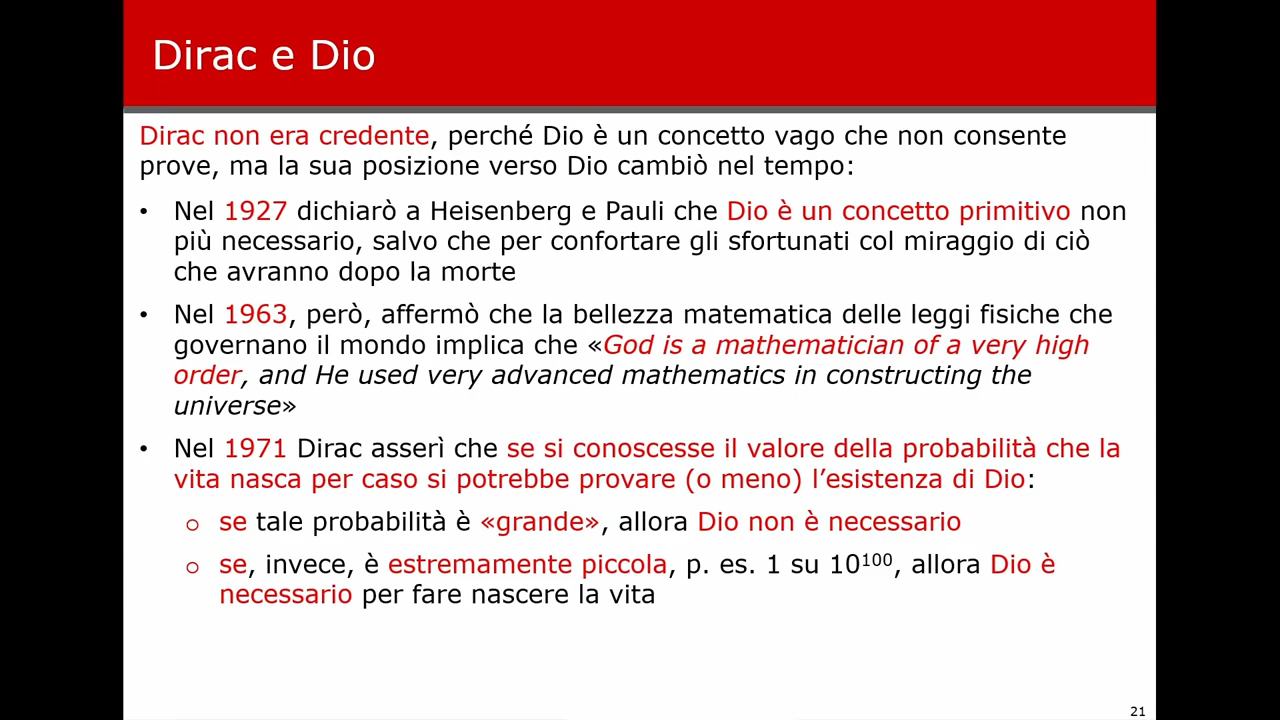 Dirac e Dio
Dirac non era credente, perché Dio è un concetto vago che non consente
prove, ma la sua posizione verso Dio cambiò nel tempo:
• Nel 1927 dichiarò a Heisenberg e Pauli che Dio è un concetto primitivo non
più necessario, salvo che per confortare gli sfortunati col miraggio di ciò
che avranno dopo la morte
• Nel 1963, però, affermò che la bellezza matematica delle leggi fisiche che
governano il mondo implica che «God is a mathematician of a very high
order, and He used very advanced mathematics in constructing the
universe»
• Nel 1971 Dirac asserì che se si conoscesse il valore della probabilità che la
vita nasca per caso si potrebbe provare (o meno) l’esistenza di Dio:
o se tale probabilità è «grande», allora Dio non è necessario
o se, invece, è estremamente piccola, p. es. 1 su 10¹⁰⁰, allora Dio è
necessario per fare nascere la vita
21